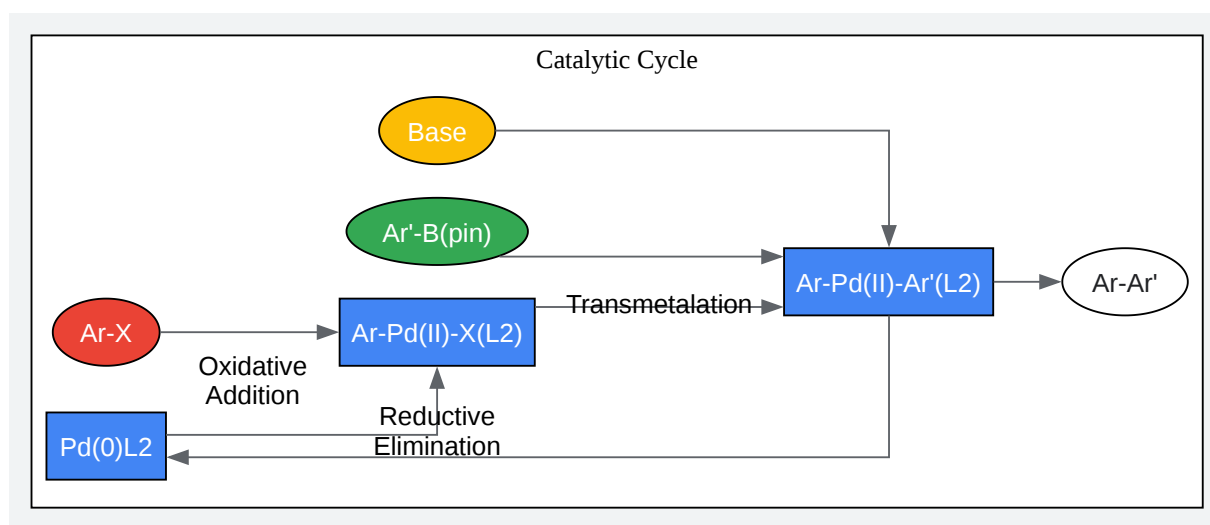 Catalytic Cycle
Base
Ar'-B(pin)
Ar-Pd(II)-Ar'(L2)
Ar-Ar'
Transmetalation
Ar-X
Ar-Pd(II)-X(L2)
Oxidative
Addition
Reductive
Elimination
Pd(0)L2